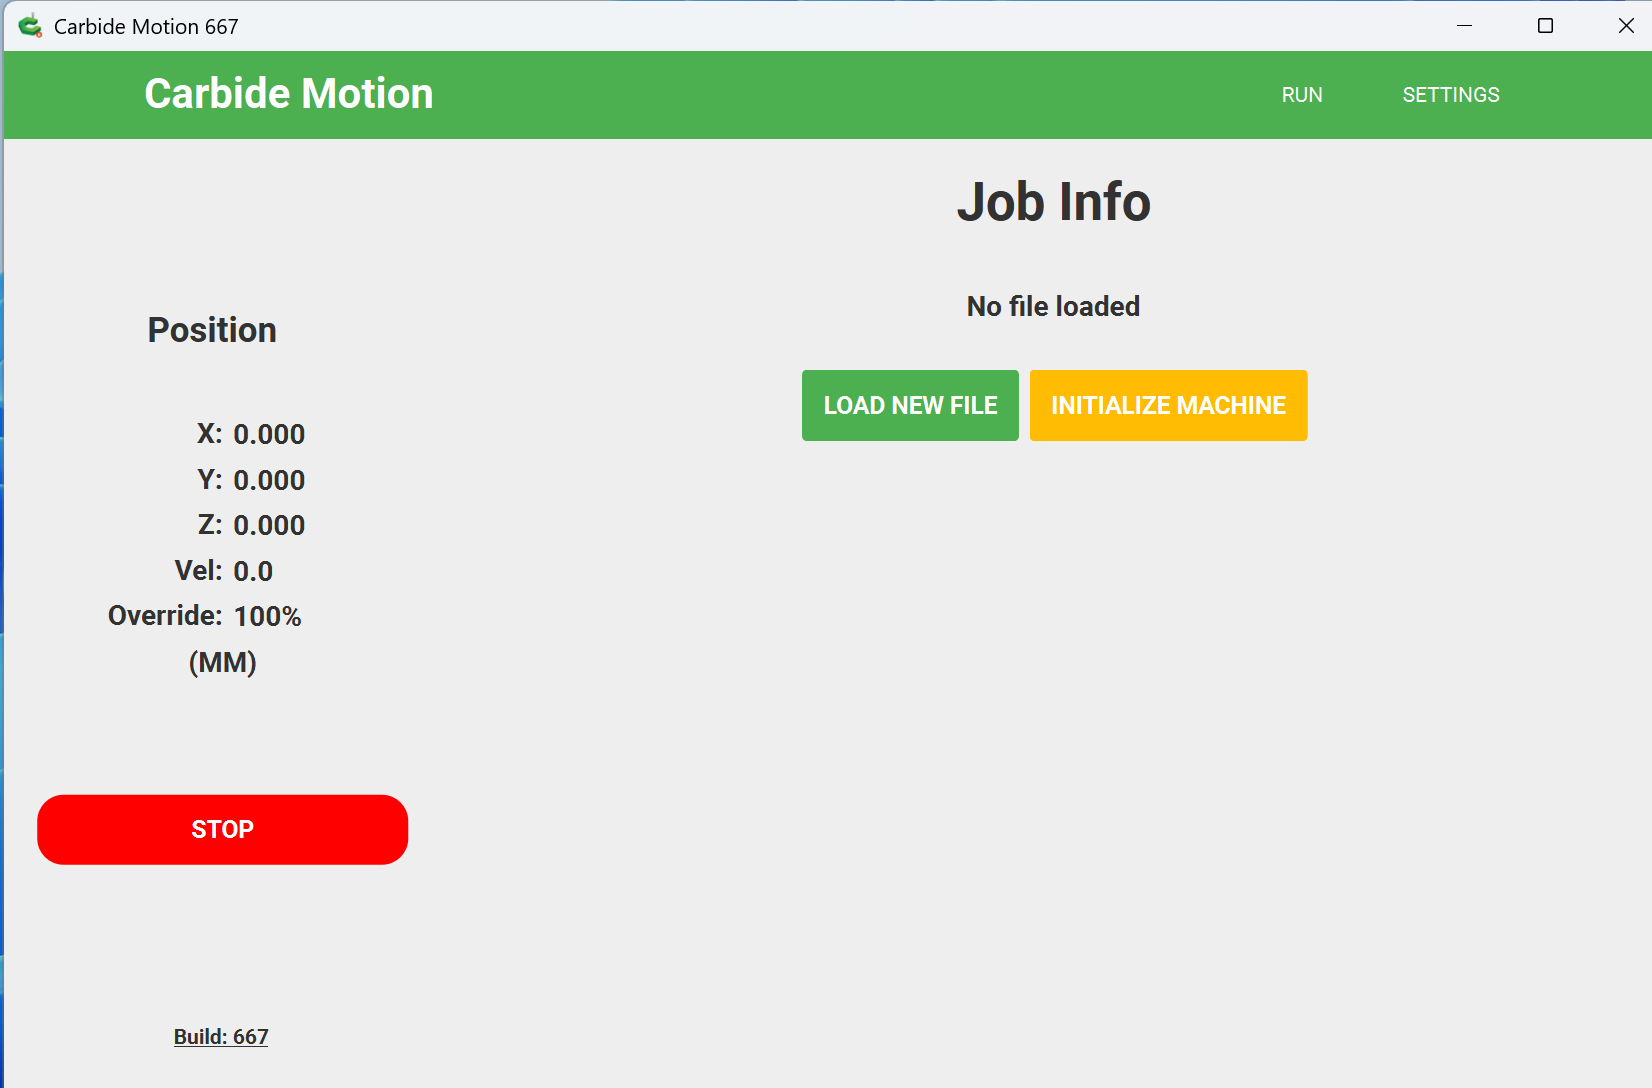 Carbide Motion 667
Carbide Motion
RUN
SETTINGS
Job Info
No file loaded
LOAD NEW FILE
INITIALIZE MACHINE
Position
X: 0.000
Y: 0.000
Z: 0.000
Vel: 0.0
Override: 100%
(MM)
STOP
Build: 667